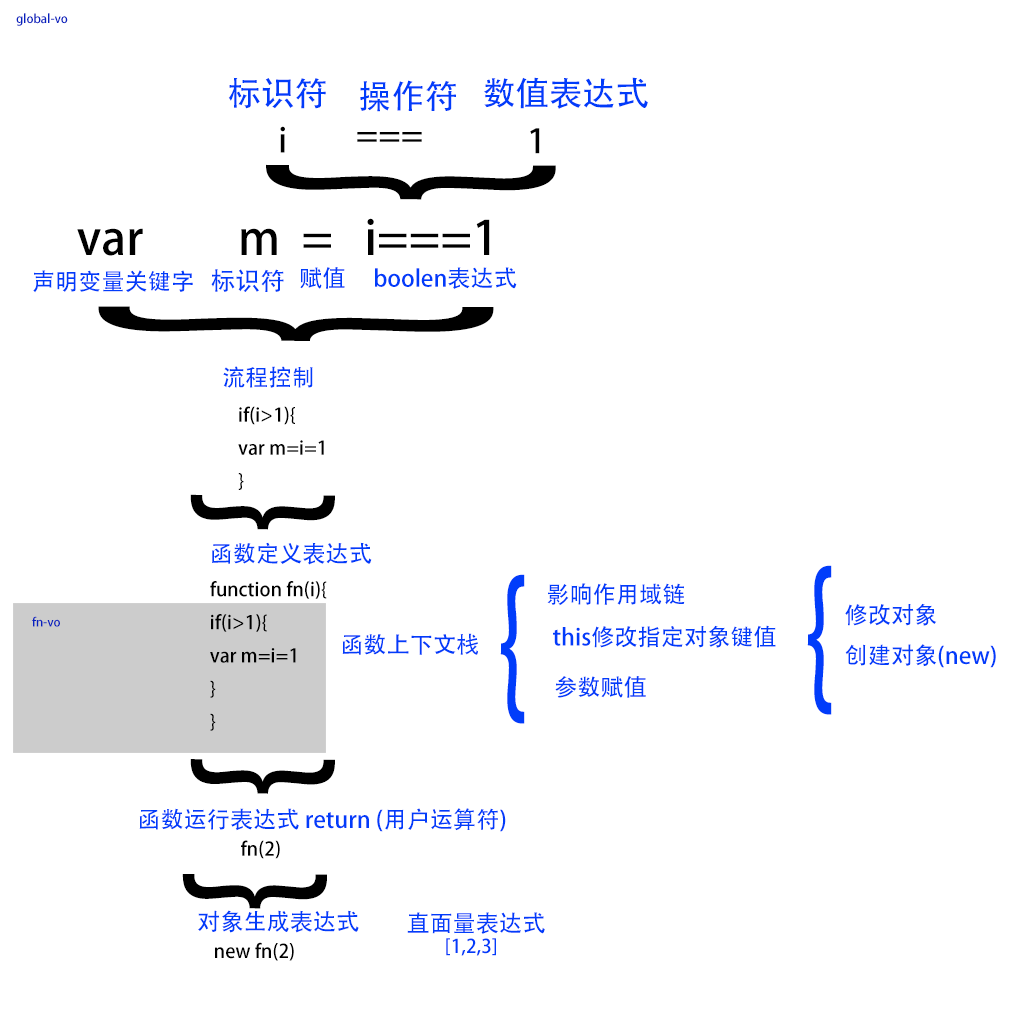 global-vo
标识符 操作符 数值表达式
i === 1
var m = i===1
声明变量关键字 标识符 赋值 boolen表达式
流程控制
if(i>1){
var m=i=1
}
函数定义表达式
function fn(i){
fn-vo if(i>1){
var m=i=1
}
}
函数上下文栈
影响作用域链
this修改指定对象键值
参数赋值
修改对象
创建对象(new)
函数运行表达式 return (用户运算符)
fn(2)
对象生成表达式 直面量表达式
new fn(2) [1,2,3]